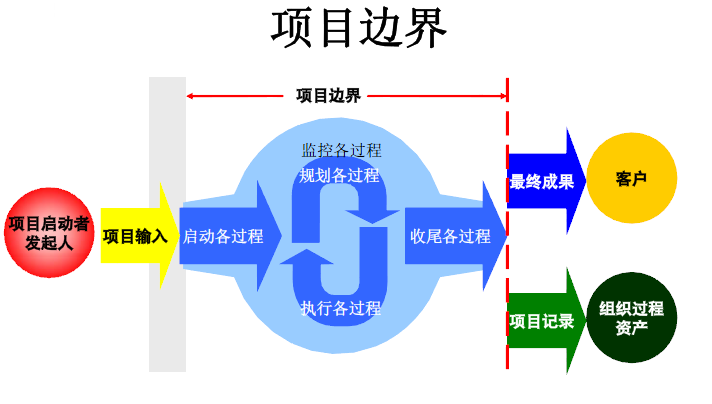 项目边界
项目边界
监控各过程
规划各过程
项目启动者
发起人
项目输入
启动各过程
收尾各过程
执行各过程
最终成果
客户
项目记录
组织过程
资产